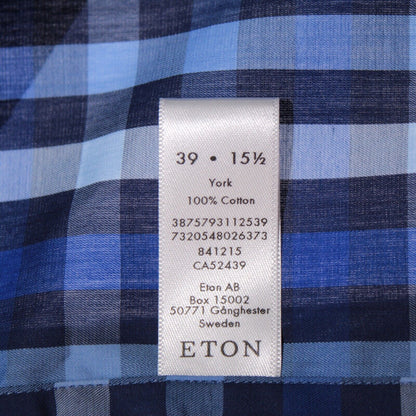 39 • 15½
York
100% Cotton
3875793112539
7320548026373
841215
CA52439
Eton AB
Box 15002
50771 Gånghester
Sweden
ETON